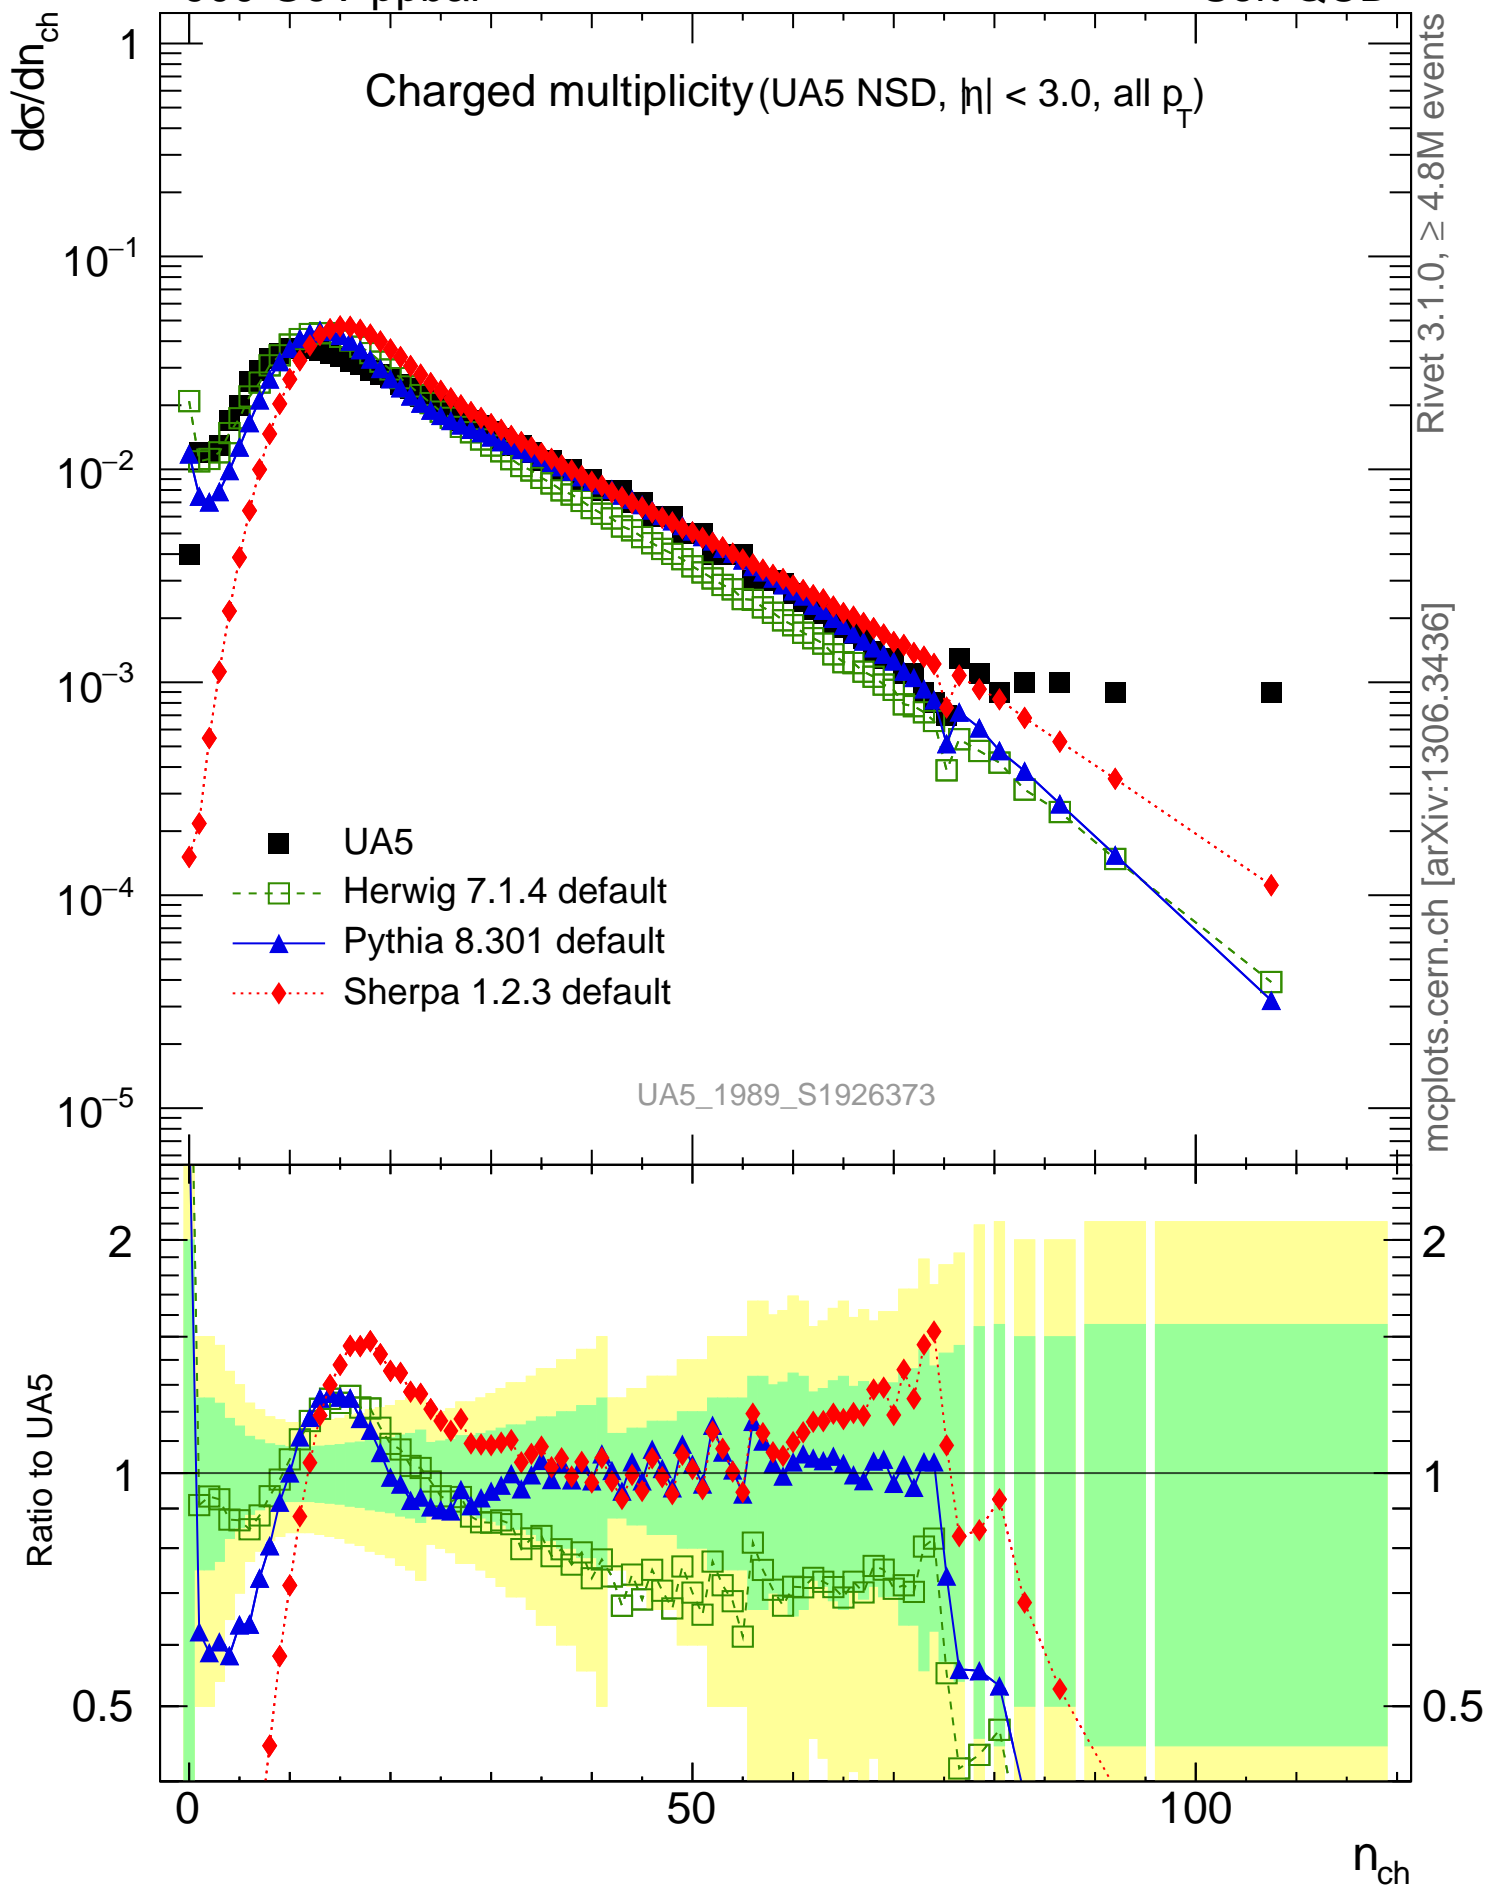 dσ/dn_ch
Charged multiplicity (UA5 NSD, |η| < 3.0, all p_T)
1
10⁻¹
10⁻²
10⁻³
10⁻⁴
10⁻⁵
UA5
Herwig 7.1.4 default
Pythia 8.301 default
Sherpa 1.2.3 default
UA5_1989_S1926373
Rivet 3.1.0, ≥ 4.8M events
mcplots.cern.ch [arXiv:1306.3436]
Ratio to UA5
2
1
0.5
2
1
0.5
0 50 100
n_ch